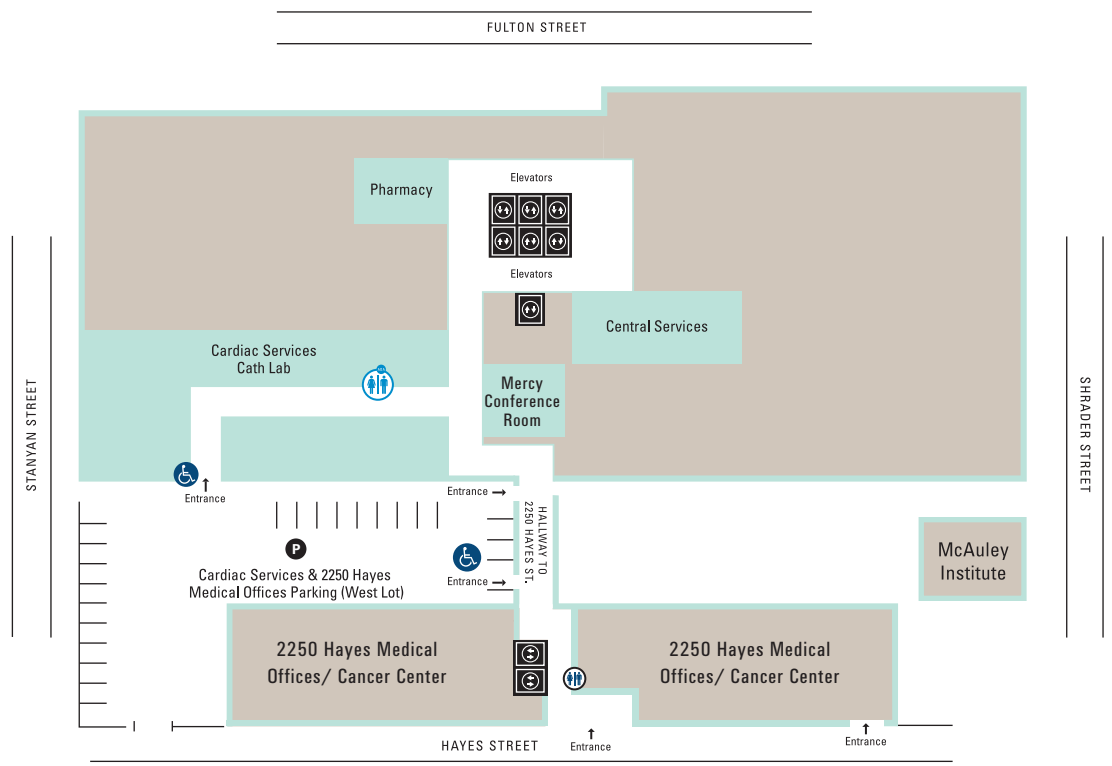 FULTON STREET
Elevators
Pharmacy
Elevators
Central Services
Cardiac Services
Cath Lab
Mercy
Conference
Room
STANYAN STREET
SHRADER STREET
Entrance
Entrance
HALLWAY TO
2250 HAYES ST.
P
Cardiac Services & 2250 Hayes
Medical Offices Parking (West Lot)
Entrance
McAuley
Institute
2250 Hayes Medical
Offices/ Cancer Center
2250 Hayes Medical
Offices/ Cancer Center
HAYES STREET
Entrance
Entrance